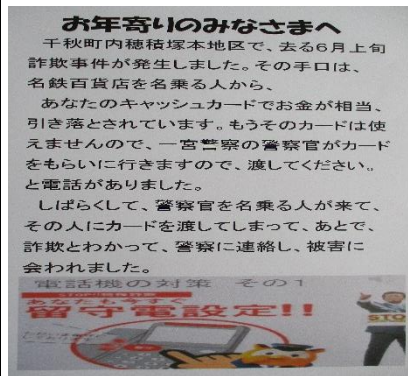 お年寄りのみなさまへ
千秋町内穂積塚本地区で、去る6月上旬
詐欺事件が発生しました。その手口は、
名鉄百貨店を名乗る人から、
あなたのキャッシュカードでお金が相当、
引き落とされています。もうそのカードは使
えませんので、一宮警察の警察官がカード
をもらいに行きますので、渡してください。
と電話がありました。
しばらくして、警察官を名乗る人が来て、
その人にカードを渡してしまって、あとで、
詐欺とわかって、警察に連絡し、被害に
会われました。
電話機の対策 その1
留守電設定!!